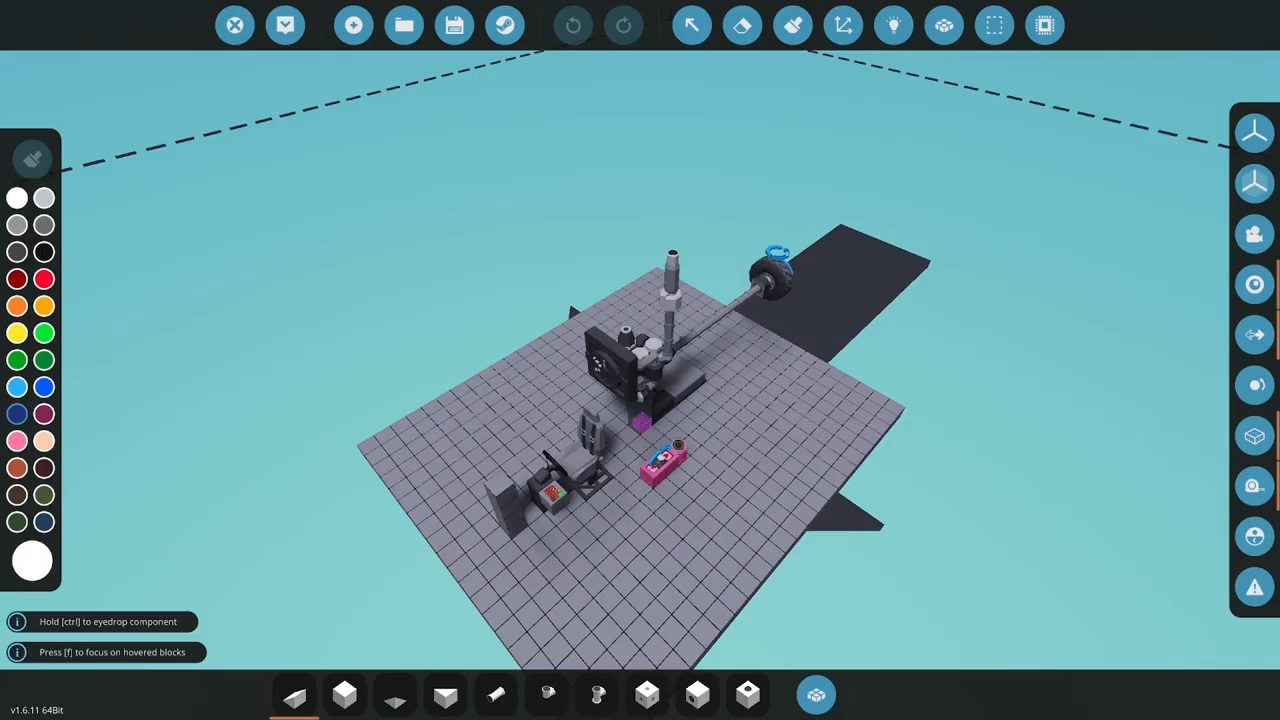 Hold [ctrl] to eyedrop component
Press [f] to focus on hovered blocks
v1.6.11 64Bit